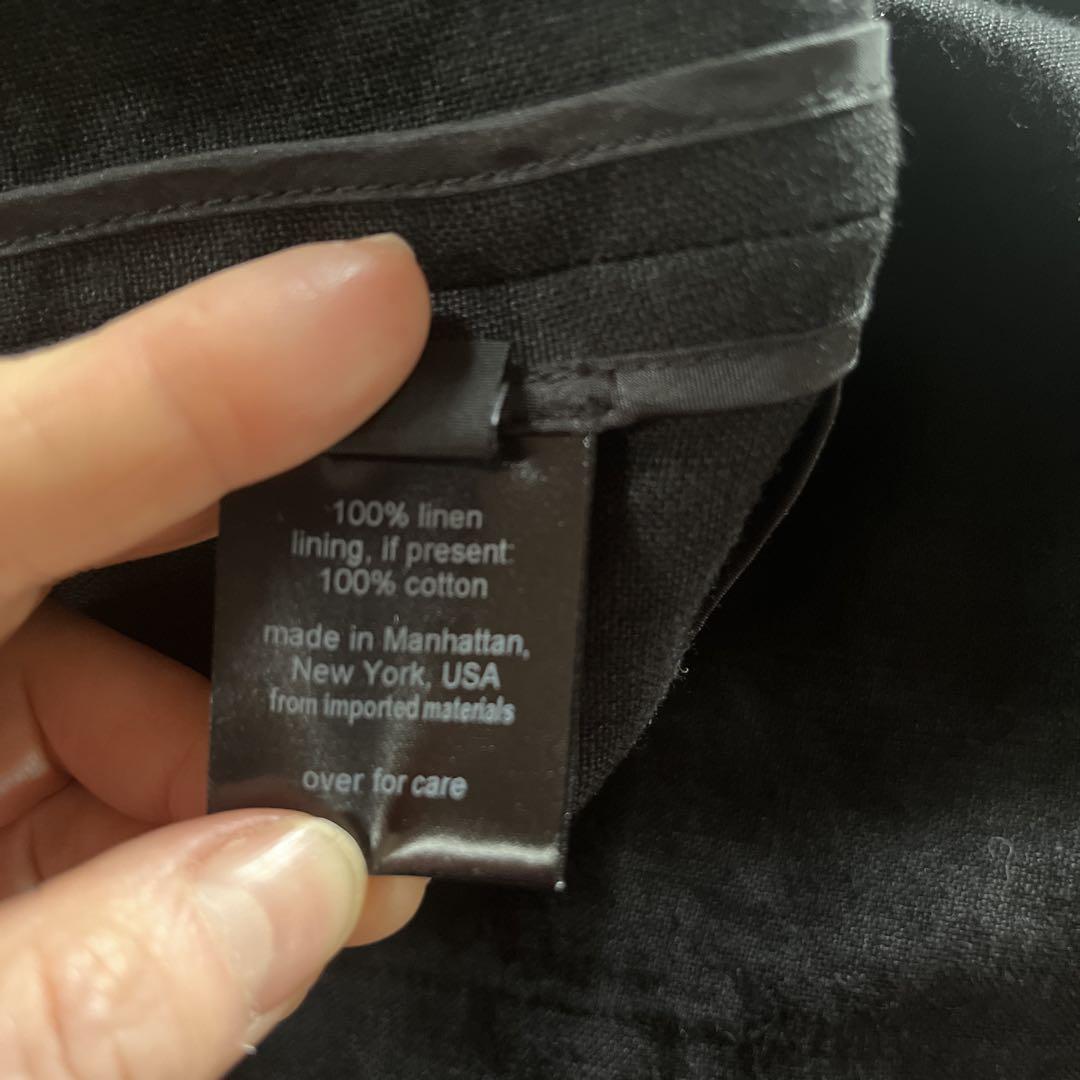 100% linen
lining, if present:
100% cotton
made in Manhattan,
New York, USA
from imported materials
over for care